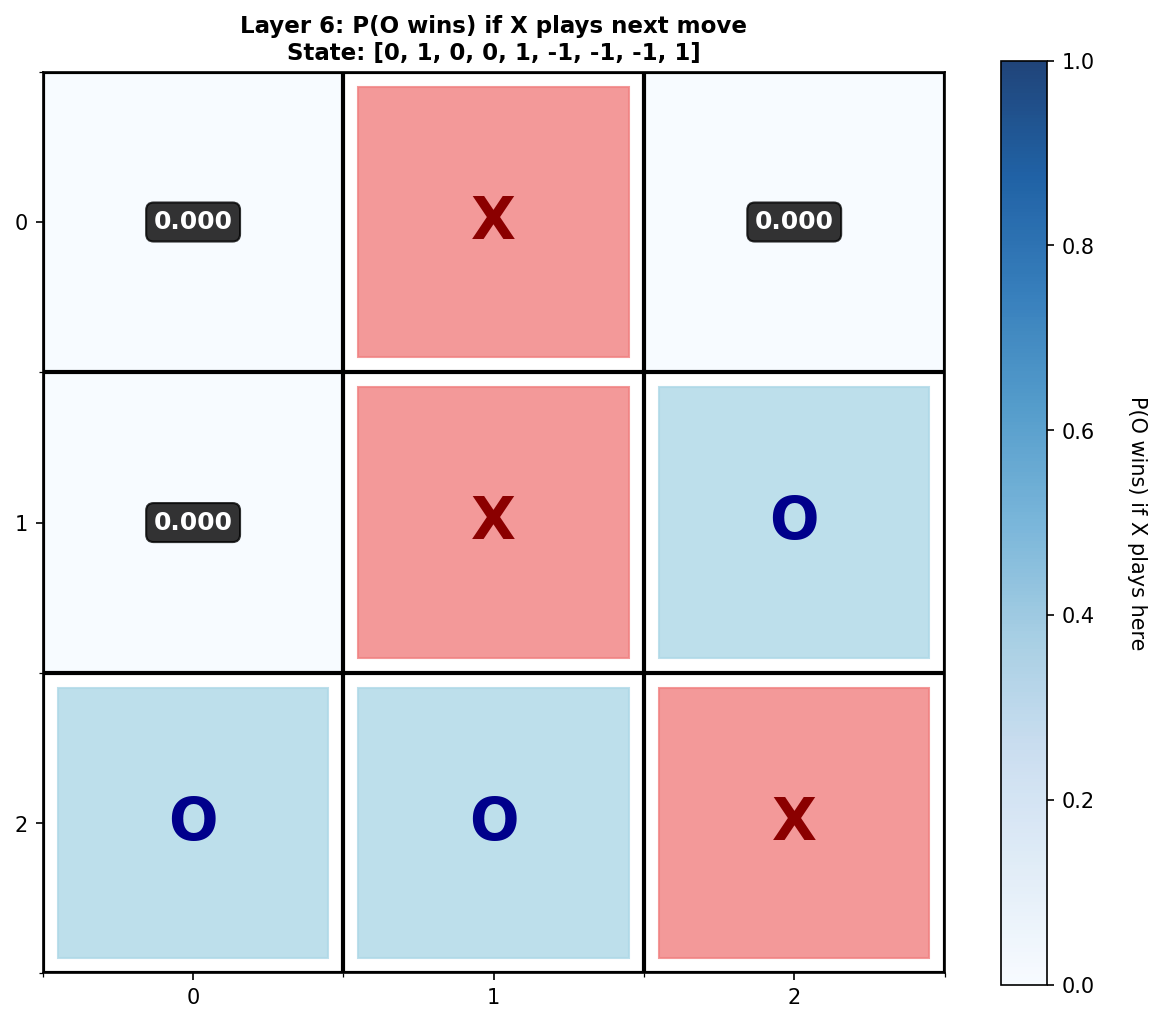 Layer 6: P(O wins) if X plays next move
State: [0, 1, 0, 0, 1, -1, -1, -1, 1]
0.000
X
0.000
0.000
X
O
O
O
X
0
1
2
0
1
2
1.0
0.8
0.6
0.4
0.2
0.0
P(O wins) if X plays here